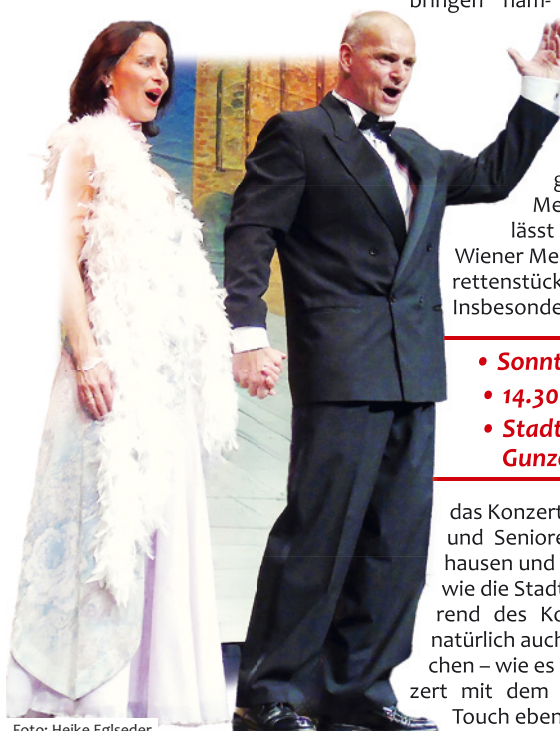 bringen nam-
g
Me
lässt
Wiener Me
rettenstück
Insbesonde
• Sonnt
• 14.30
• Stadt
Gunze
das Konzert
und Seniore
hausen und
wie die Stadt
rend des Ko
natürlich auch
chen – wie es
zert mit dem
Touch eben
Foto: Heike Eglseder